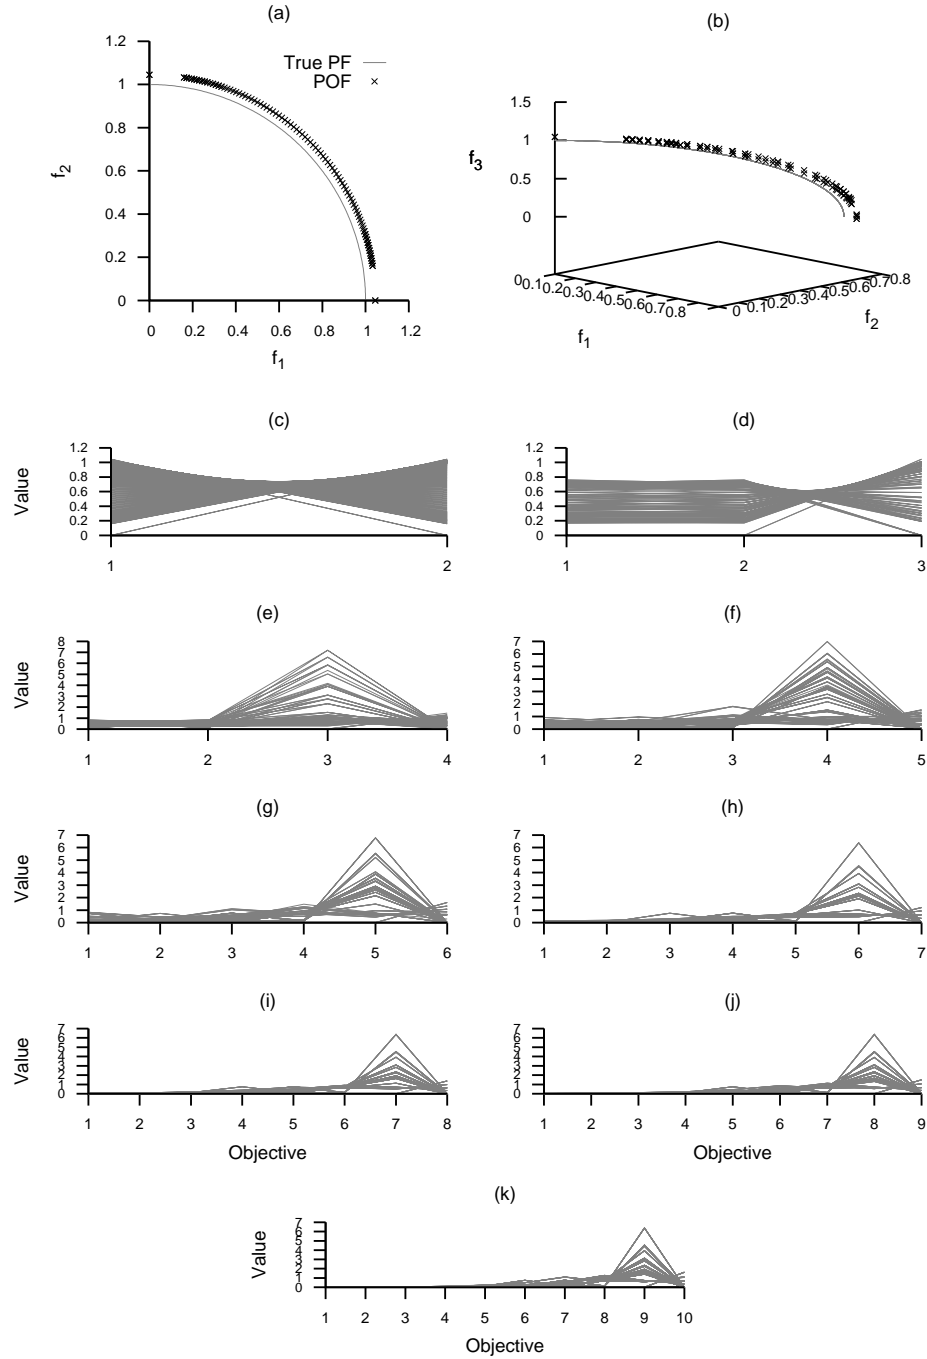 (a)
1.2
1
0.8
0.6
0.4
0.2
0
f2
True PF
POF
0 0.2 0.4 0.6 0.8 1 1.2
f1
(b)
1.5
1
0.5
0
f3
0 0.1 0.2 0.3 0.4 0.5 0.6 0.7 0.8
f1
0 0.1 0.2 0.3 0.4 0.5 0.6 0.7 0.8
f2
(c)
Value
1.2
1
0.8
0.6
0.4
0.2
0
1 2
(d)
1.2
1
0.8
0.6
0.4
0.2
0
1 2 3
(e)
Value
8
7
6
5
4
3
2
1
0
1 2 3 4
(f)
7
6
5
4
3
2
1
0
1 2 3 4 5
(g)
Value
7
6
5
4
3
2
1
0
1 2 3 4 5 6
(h)
7
6
5
4
3
2
1
0
1 2 3 4 5 6 7
(i)
Value
7
6
5
4
3
2
1
0
1 2 3 4 5 6 7 8
Objective
(j)
7
6
5
4
3
2
1
0
1 2 3 4 5 6 7 8 9
Objective
(k)
Value
7
6
5
4
3
2
1
0
1 2 3 4 5 6 7 8 9 10
Objective